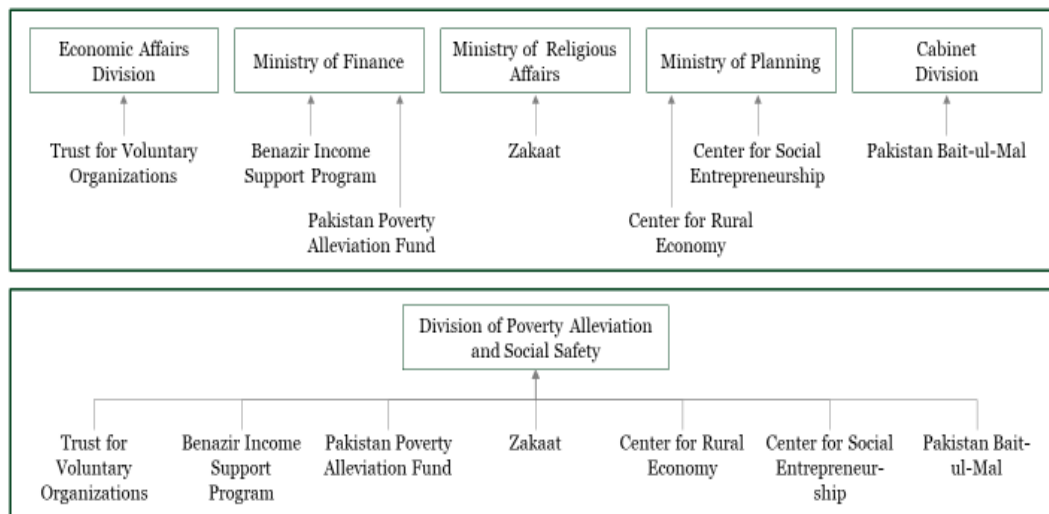 Economic Affairs
Division
Ministry of Finance
Ministry of Religious
Affairs
Ministry of Planning
Cabinet
Division
Trust for Voluntary
Organizations
Benazir Income
Support Program
Zakaat
Center for Social
Entrepreneurship
Pakistan Bait-ul-Mal
Pakistan Poverty
Alleviation Fund
Center for Rural
Economy
Division of Poverty Alleviation
and Social Safety
Trust for
Voluntary
Organizations
Benazir Income
Support
Program
Pakistan Poverty
Alleviation Fund
Zakaat
Center for Rural
Economy
Center for Social
Entrepreneur-
ship
Pakistan Bait-
ul-Mal